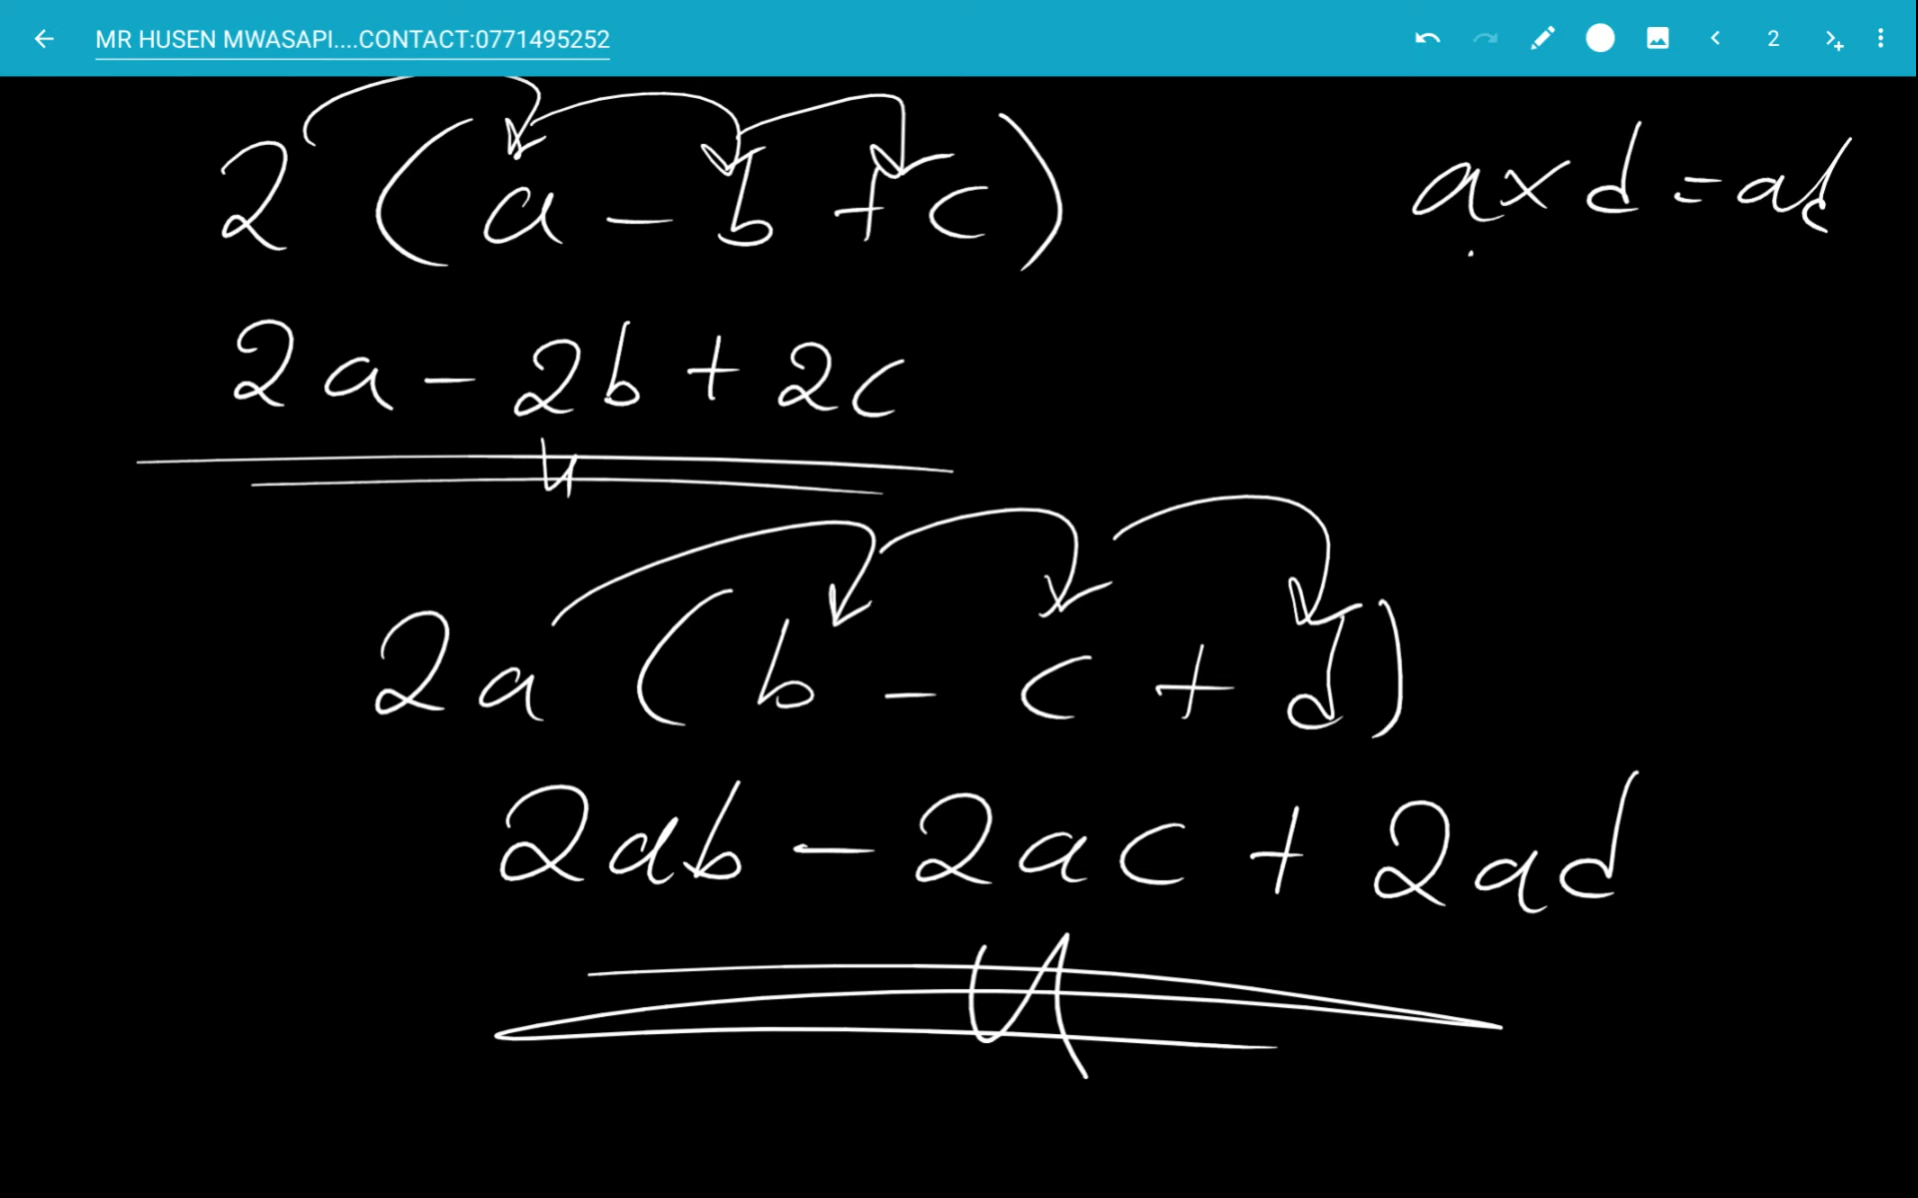 MR HUSEN MWASAPI....CONTACT:0771495252
2
2 (a - b + c)
a x d = ad
2a - 2b + 2c
2a (b - c + d)
2ab - 2ac + 2ad